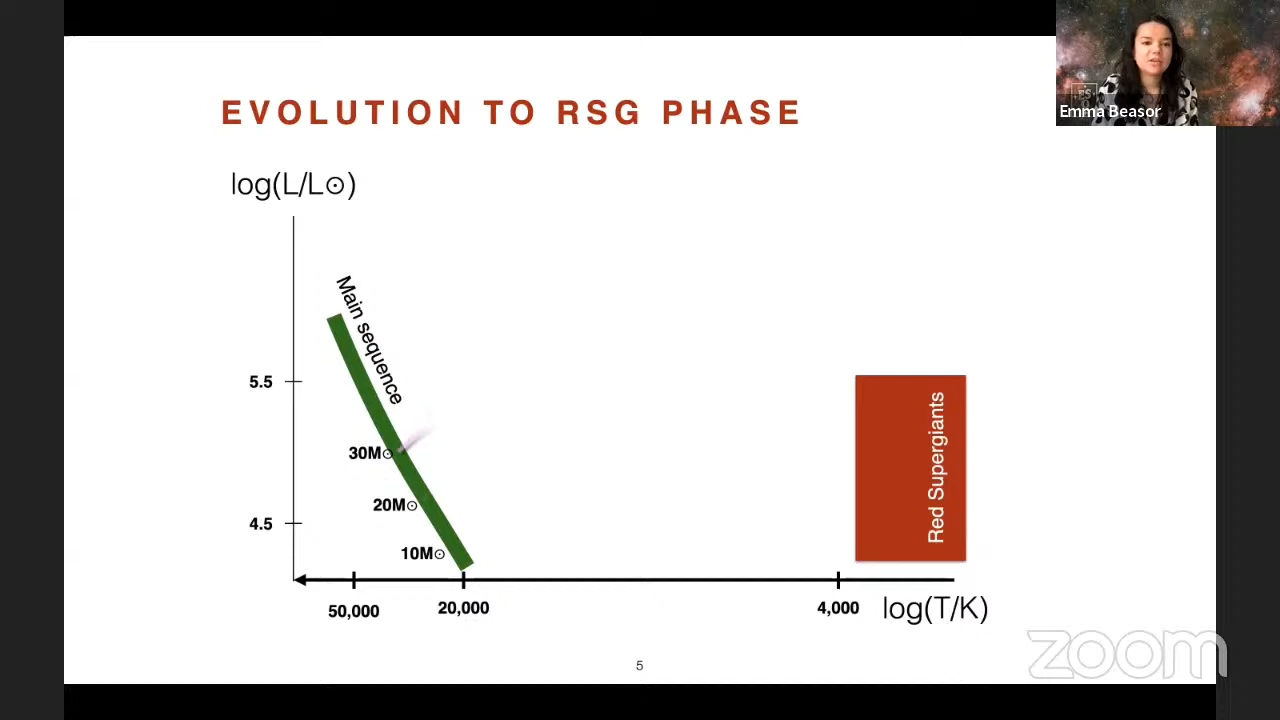 EVOLUTION TO RSG PHASE
Emma Beasor
log(L/L⊙)
Main sequence
5.5
30M⊙
20M⊙
4.5
10M⊙
Red Supergiants
50,000
20,000
4,000
log(T/K)
5
zoom